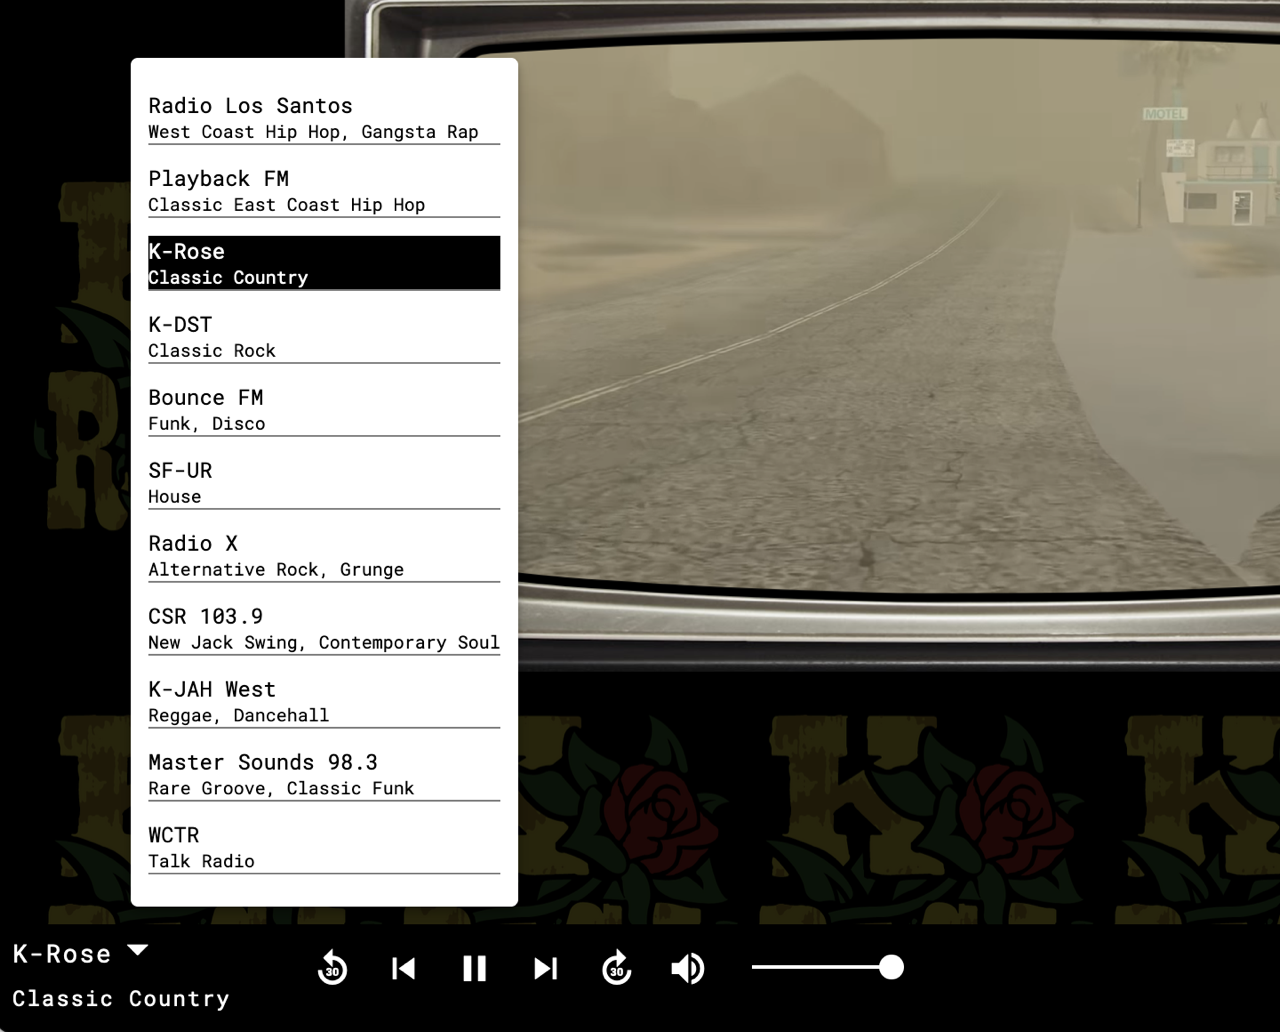 MOTEL
Radio Los Santos
West Coast Hip Hop, Gangsta Rap
Playback FM
Classic East Coast Hip Hop
K-Rose
Classic Country
K-DST
Classic Rock
Bounce FM
Funk, Disco
SF-UR
House
Radio X
Alternative Rock, Grunge
CSR 103.9
New Jack Swing, Contemporary Soul
K-JAH West
Reggae, Dancehall
Master Sounds 98.3
Rare Groove, Classic Funk
WCTR
Talk Radio
K-Rose
Classic Country
30
30